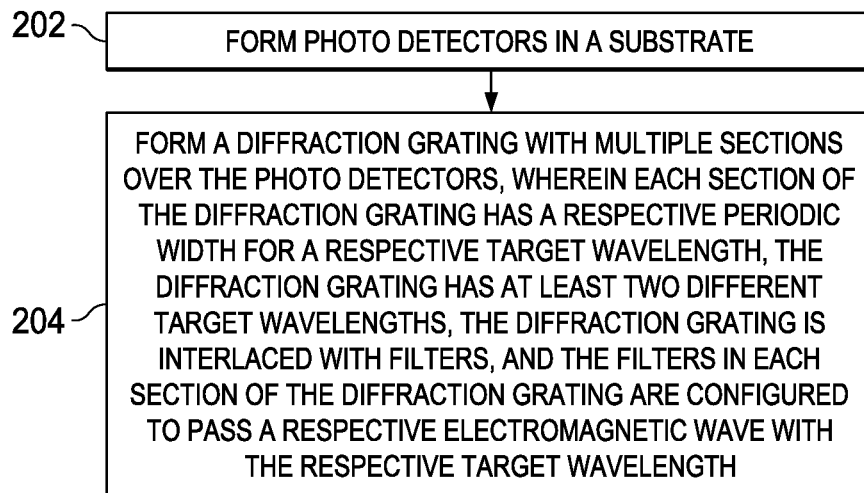 202
FORM PHOTO DETECTORS IN A SUBSTRATE
204
FORM A DIFFRACTION GRATING WITH MULTIPLE SECTIONS
OVER THE PHOTO DETECTORS, WHEREIN EACH SECTION OF
THE DIFFRACTION GRATING HAS A RESPECTIVE PERIODIC
WIDTH FOR A RESPECTIVE TARGET WAVELENGTH, THE
DIFFRACTION GRATING HAS AT LEAST TWO DIFFERENT
TARGET WAVELENGTHS, THE DIFFRACTION GRATING IS
INTERLACED WITH FILTERS, AND THE FILTERS IN EACH
SECTION OF THE DIFFRACTION GRATING ARE CONFIGURED
TO PASS A RESPECTIVE ELECTROMAGNETIC WAVE WITH
THE RESPECTIVE TARGET WAVELENGTH